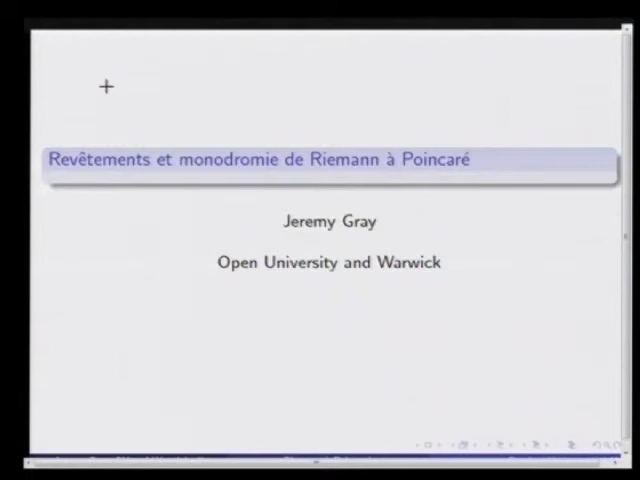 Revêtements et monodromie de Riemann à Poincaré
Jeremy Gray
Open University and Warwick